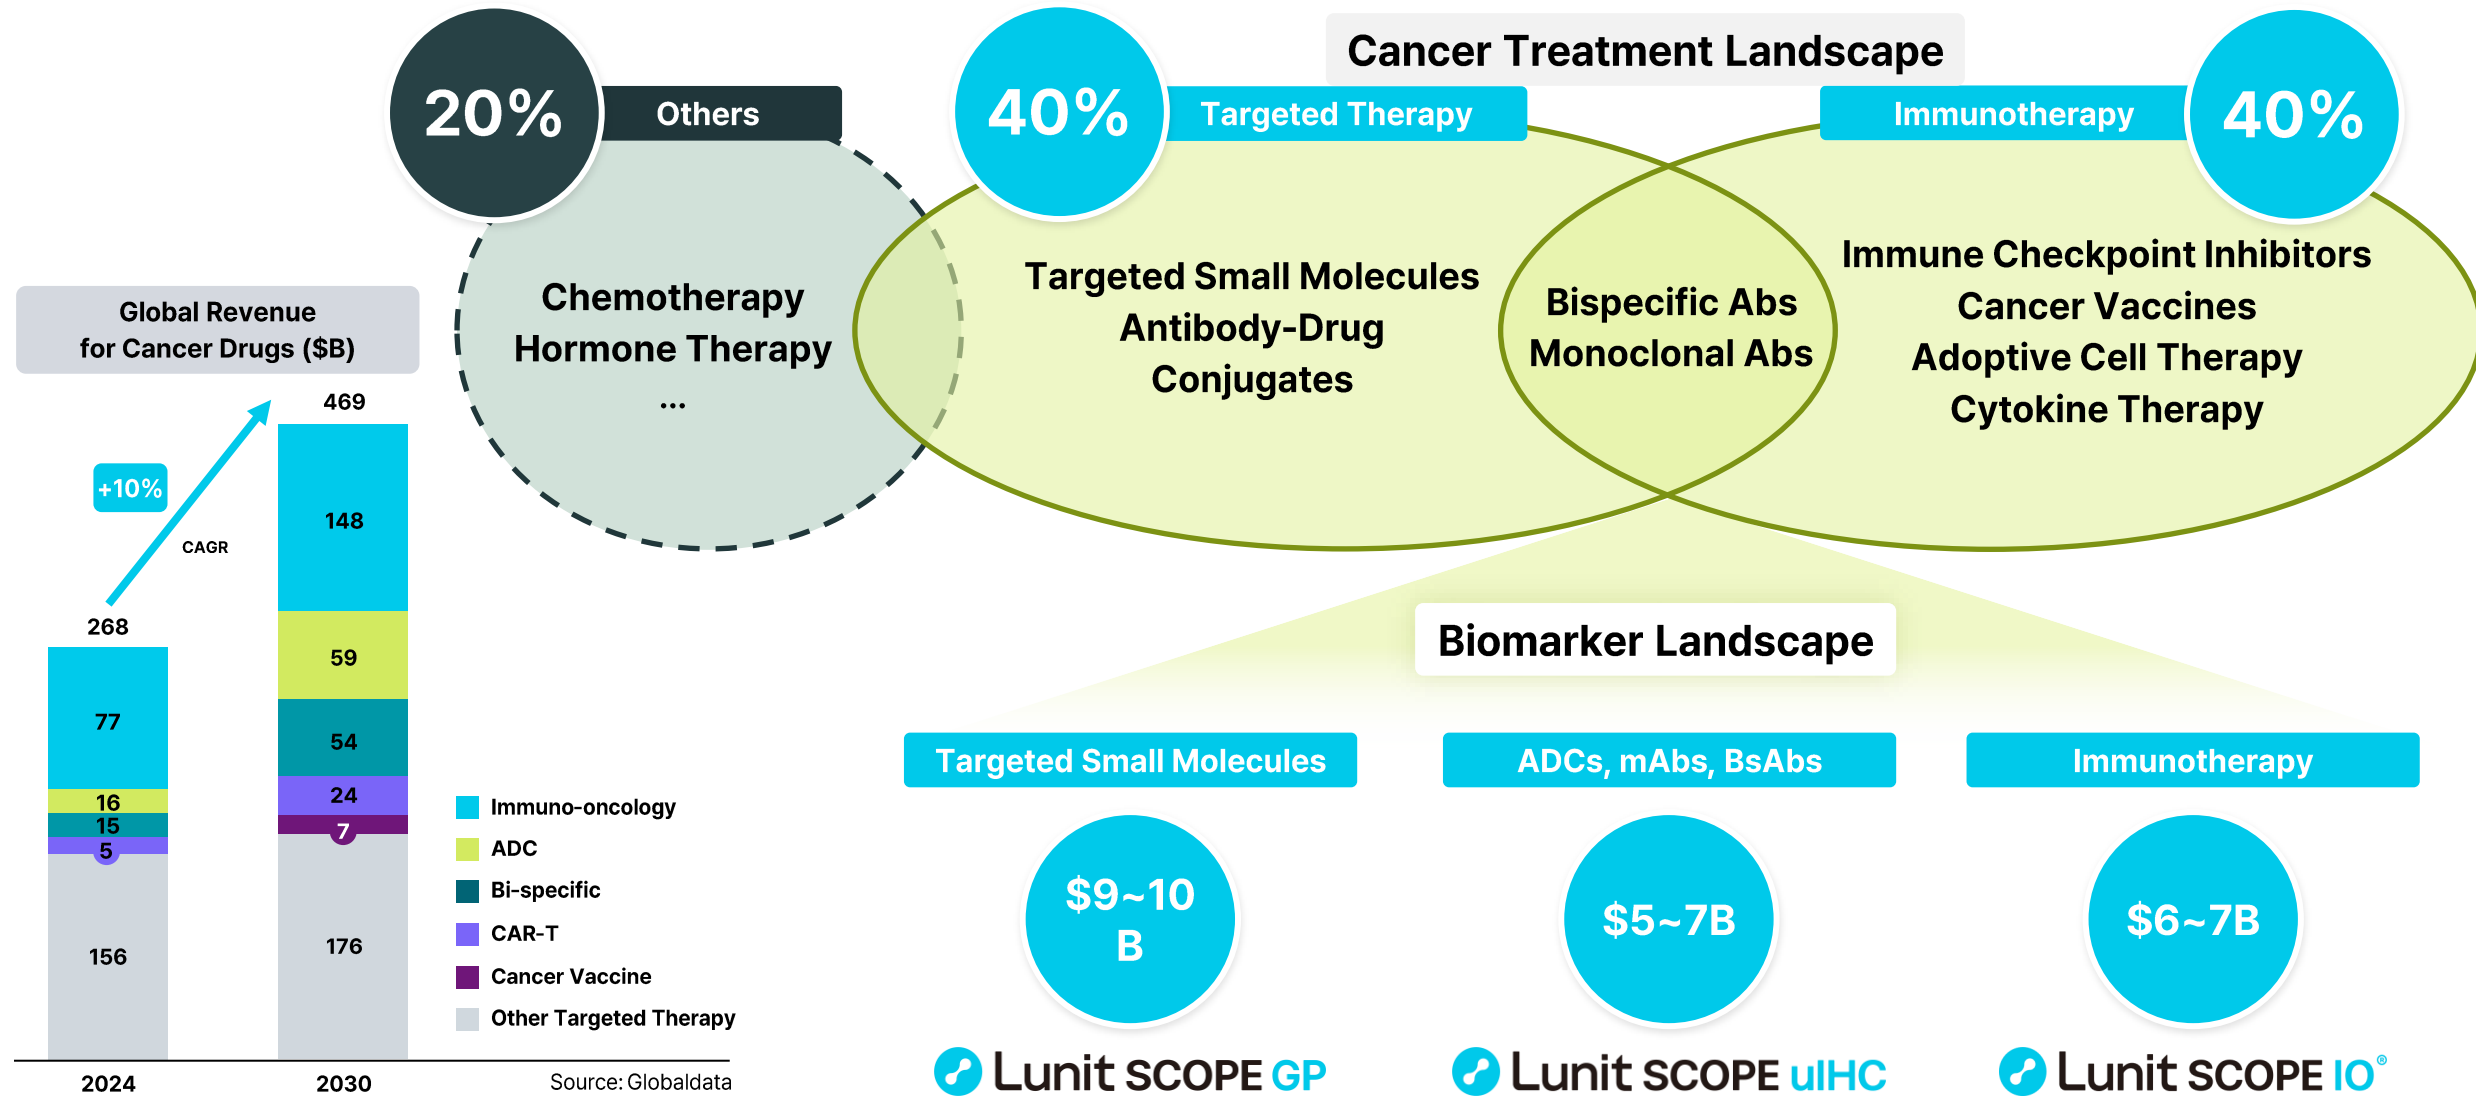 Cancer Treatment Landscape
20%
Others
40%
Targeted Therapy
Immunotherapy
40%
Chemotherapy
Hormone Therapy
...
Targeted Small Molecules
Antibody-Drug
Conjugates
Bispecific Abs
Monoclonal Abs
Immune Checkpoint Inhibitors
Cancer Vaccines
Adoptive Cell Therapy
Cytokine Therapy
Global Revenue
for Cancer Drugs ($B)
469
+10%
CAGR
268
148
59
54
24
7
176
77
16
15
5
156
2024
2030
Immuno-oncology
ADC
Bi-specific
CAR-T
Cancer Vaccine
Other Targeted Therapy
Source: Globaldata
Biomarker Landscape
Targeted Small Molecules
ADCs, mAbs, BsAbs
Immunotherapy
$9~10
B
$5~7B
$6~7B
Lunit SCOPE GP
Lunit SCOPE uIHC
Lunit SCOPE IO®